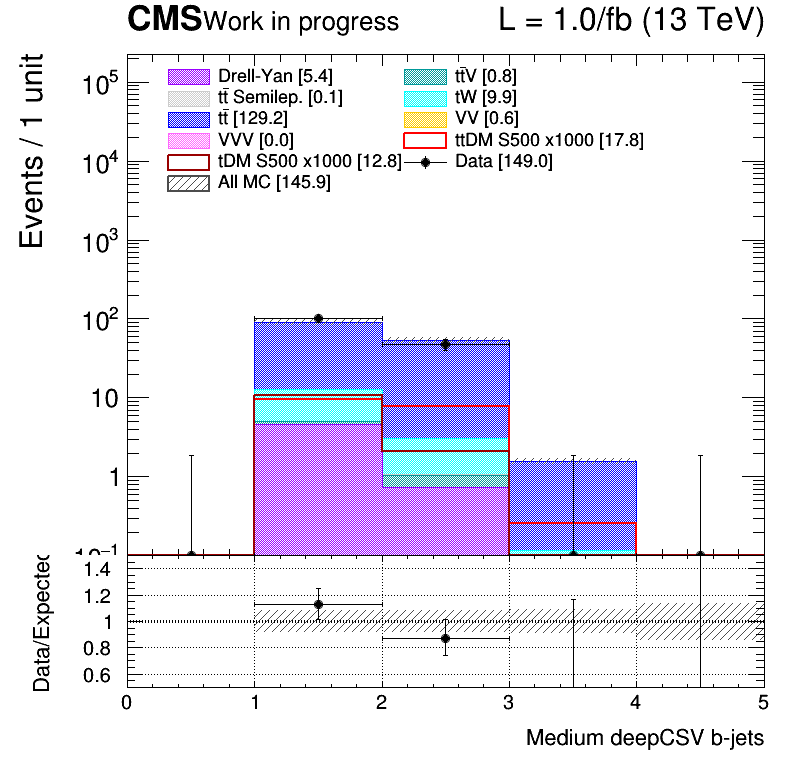 CMS Work in progress L = 1.0/fb (13 TeV)
Events / 1 unit
Drell-Yan [5.4] tt̄V [0.8]
tt̄ Semilep. [0.1] tW [9.9]
tt̄ [129.2] VV [0.6]
VVV [0.0] ttDM S500 x1000 [17.8]
tDM S500 x1000 [12.8] Data [149.0]
All MC [145.9]
10⁵
10⁴
10³
10²
10
1
10⁻¹
Data/Expected
1.4
1.2
1
0.8
0.6
0 1 2 3 4 5
Medium deepCSV b-jets